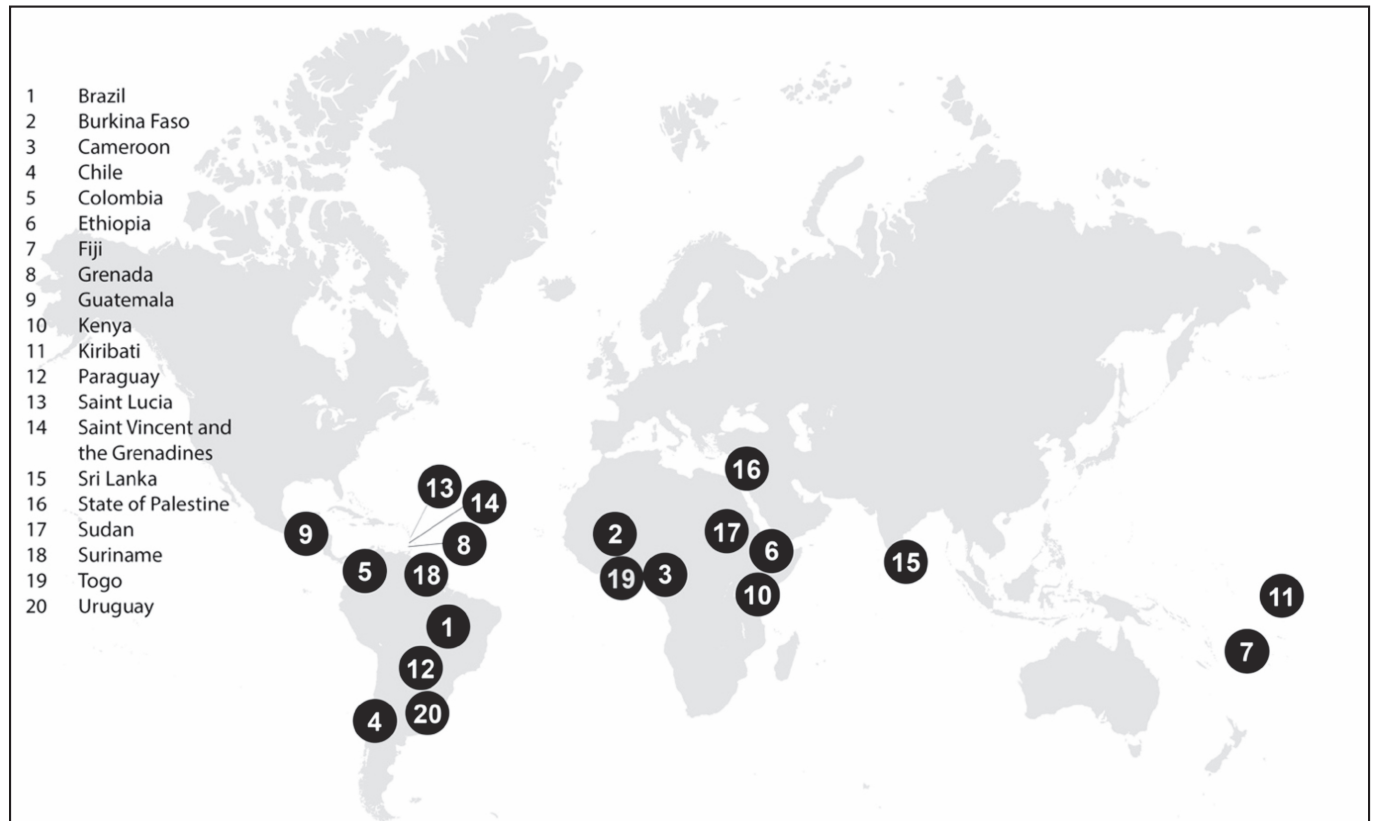 1 Brazil
2 Burkina Faso
3 Cameroon
4 Chile
5 Colombia
6 Ethiopia
7 Fiji
8 Grenada
9 Guatemala
10 Kenya
11 Kiribati
12 Paraguay
13 Saint Lucia
14 Saint Vincent and
the Grenadines
15 Sri Lanka
16 State of Palestine
17 Sudan
18 Suriname
19 Togo
20 Uruguay
16
13
14
9
2
17
8
6
5
18
19
3
15
10
11
1
7
12
20
4